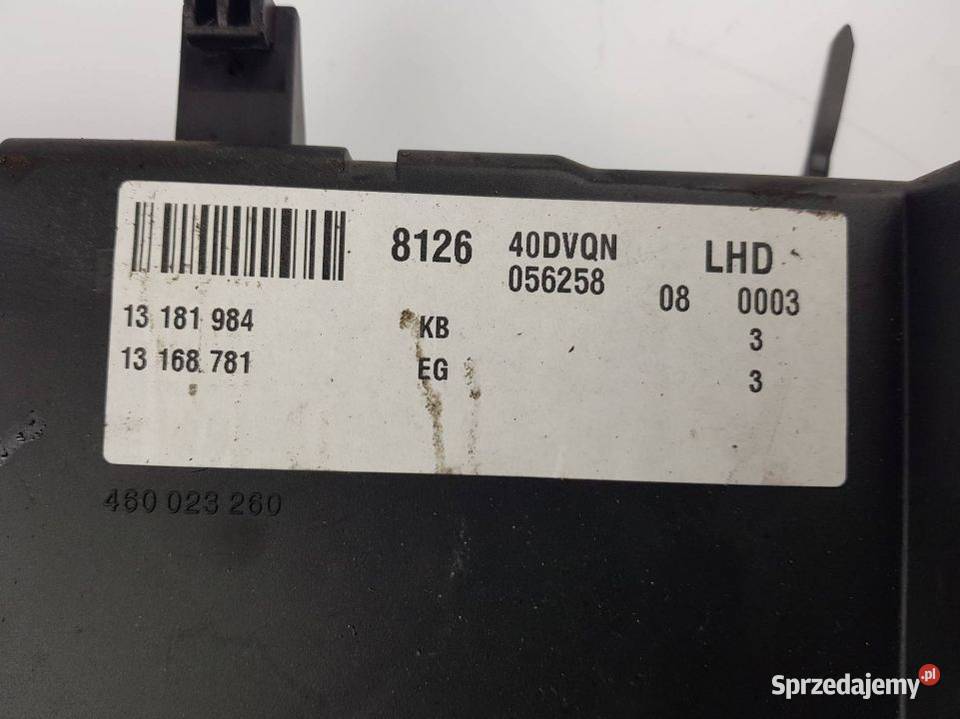 8126 40DVQN LHD
056258 08 0003
13 181 984 KB 3
13 168 781 EG 3
460 023 260
Sprzedajemy.pl